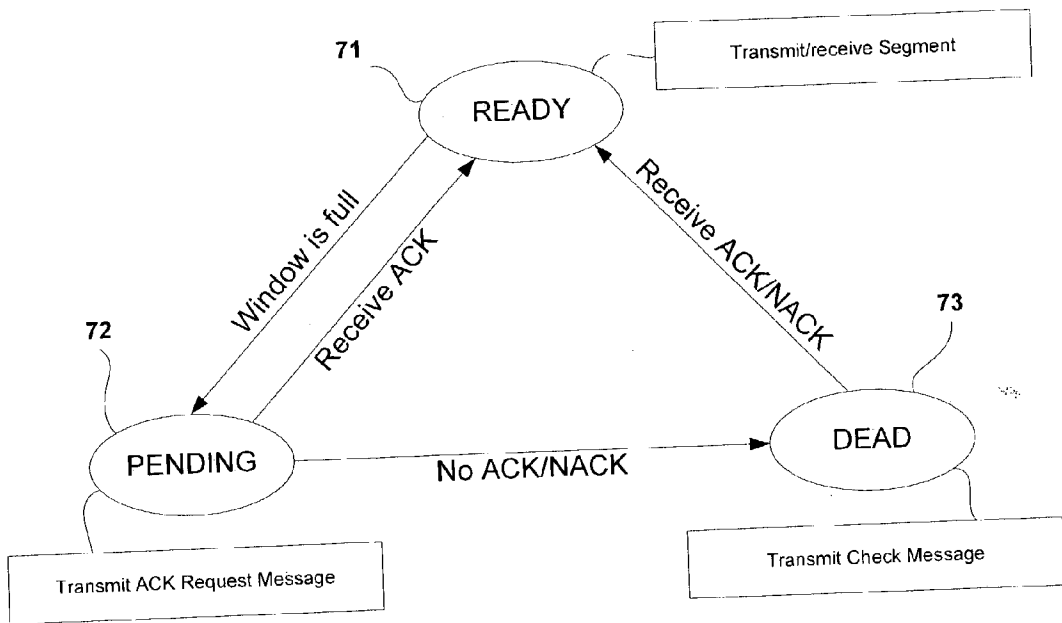 71
Transmit/receive Segment
READY
Window is full
Receive ACK
Receive ACK/NACK
72
73
PENDING
No ACK/NACK
DEAD
Transmit ACK Request Message
Transmit Check Message